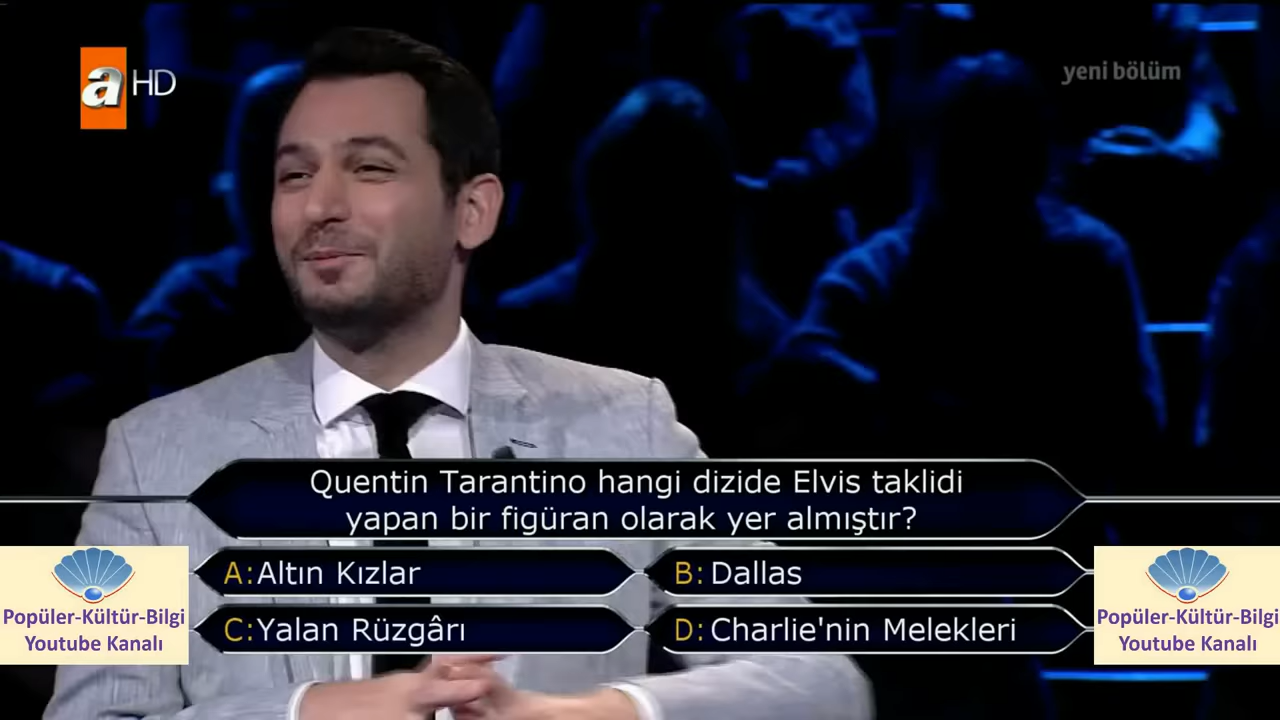 a HD
yeni bölüm
Quentin Tarantino hangi dizide Elvis taklidi
yapan bir figüran olarak yer almıştır?
A: Altın Kızlar
B: Dallas
C: Yalan Rüzgârı
D: Charlie'nin Melekleri
Popüler-Kültür-Bilgi
Youtube Kanalı
Popüler-Kültür-Bilgi
Youtube Kanalı